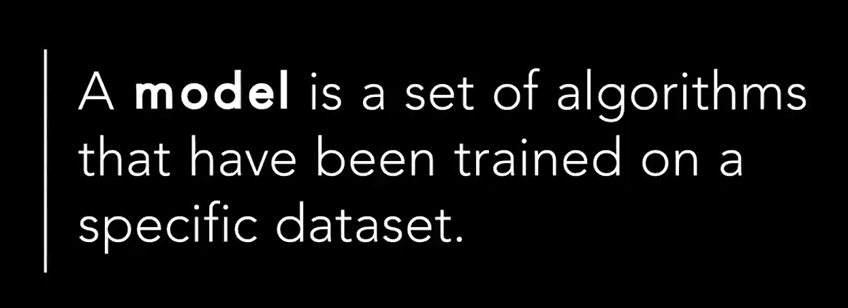 A model is a set of algorithms
that have been trained on a
specific dataset.